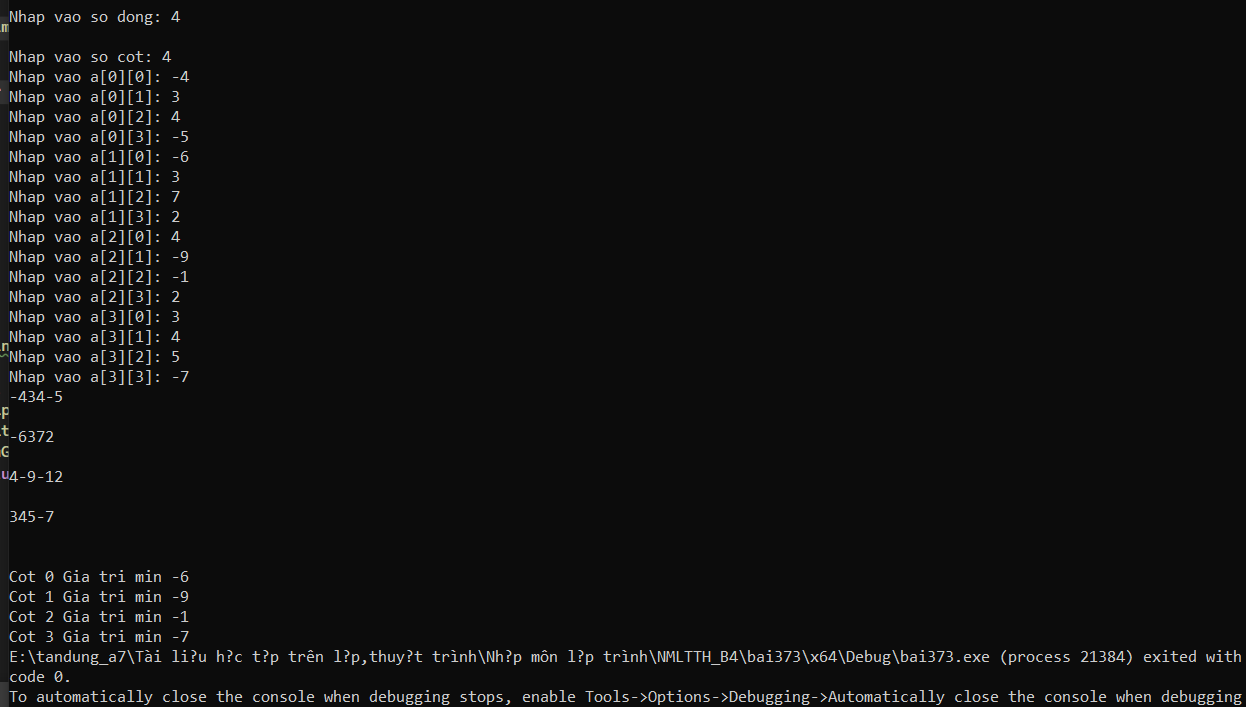 Nhap vao so dong: 4
Nhap vao so cot: 4
Nhap vao a[0][0]: -4
Nhap vao a[0][1]: 3
Nhap vao a[0][2]: 4
Nhap vao a[0][3]: -5
Nhap vao a[1][0]: -6
Nhap vao a[1][1]: 3
Nhap vao a[1][2]: 7
Nhap vao a[1][3]: 2
Nhap vao a[2][0]: 4
Nhap vao a[2][1]: -9
Nhap vao a[2][2]: -1
Nhap vao a[2][3]: 2
Nhap vao a[3][0]: 3
Nhap vao a[3][1]: 4
Nhap vao a[3][2]: 5
Nhap vao a[3][3]: -7
-434-5
-6372
4-9-12
345-7
Cot 0 Gia tri min -6
Cot 1 Gia tri min -9
Cot 2 Gia tri min -1
Cot 3 Gia tri min -7
E:\tandung_a7\Tài li?u h?c t?p trên l?p,thuy?t trình\Nh?p môn l?p trình\NMLTTH_B4\bai373\x64\Debug\bai373.exe (process 21384) exited with
code 0.
To automatically close the console when debugging stops, enable Tools->Options->Debugging->Automatically close the console when debugging